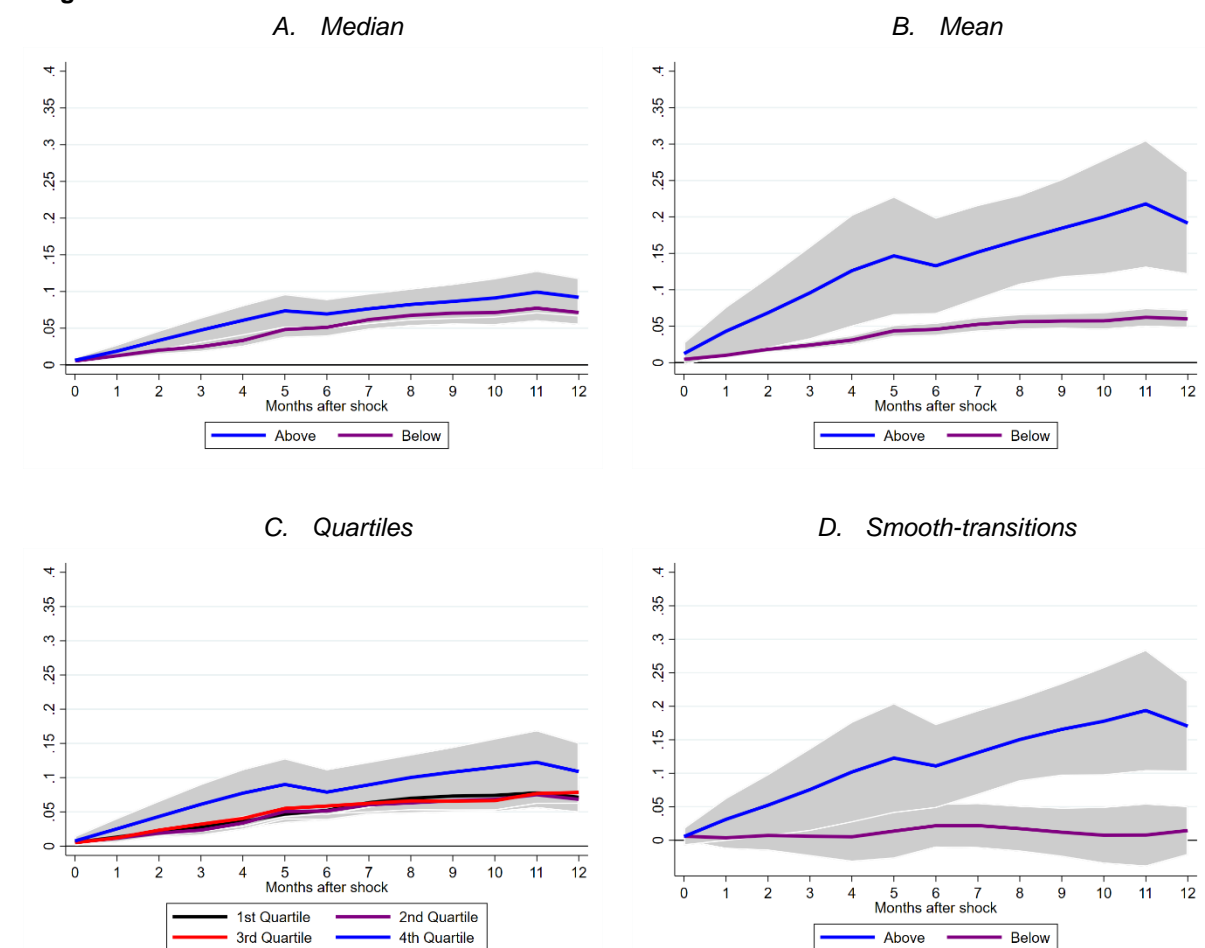 A. Median
B. Mean
.4
.35
.3
.25
.2
.15
.1
.05
0
0 1 2 3 4 5 6 7 8 9 10 11 12
Months after shock
Above Below
.4
.35
.3
.25
.2
.15
.1
.05
0
0 1 2 3 4 5 6 7 8 9 10 11 12
Months after shock
Above Below
C. Quartiles
D. Smooth-transitions
.4
.35
.3
.25
.2
.15
.1
.05
0
0 1 2 3 4 5 6 7 8 9 10 11 12
Months after shock
1st Quartile 2nd Quartile
3rd Quartile 4th Quartile
.4
.35
.3
.25
.2
.15
.1
.05
0
0 1 2 3 4 5 6 7 8 9 10 11 12
Months after shock
Above Below